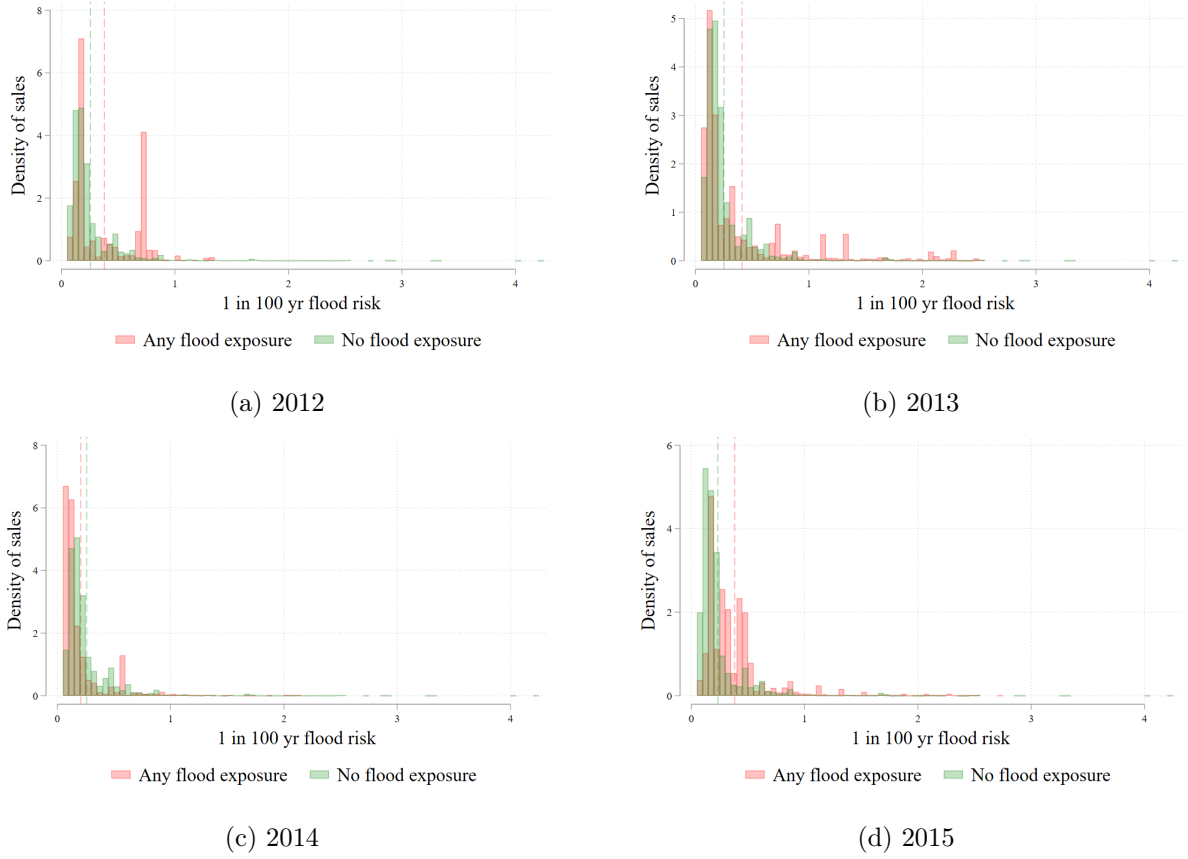 8
6
4
2
0
Density of sales
0 1 2 3 4
1 in 100 yr flood risk
Any flood exposure No flood exposure
(a) 2012
5
4
3
2
1
0
Density of sales
0 1 2 3 4
1 in 100 yr flood risk
Any flood exposure No flood exposure
(b) 2013
8
6
4
2
0
Density of sales
0 1 2 3 4
1 in 100 yr flood risk
Any flood exposure No flood exposure
(c) 2014
6
4
2
0
Density of sales
0 1 2 3 4
1 in 100 yr flood risk
Any flood exposure No flood exposure
(d) 2015